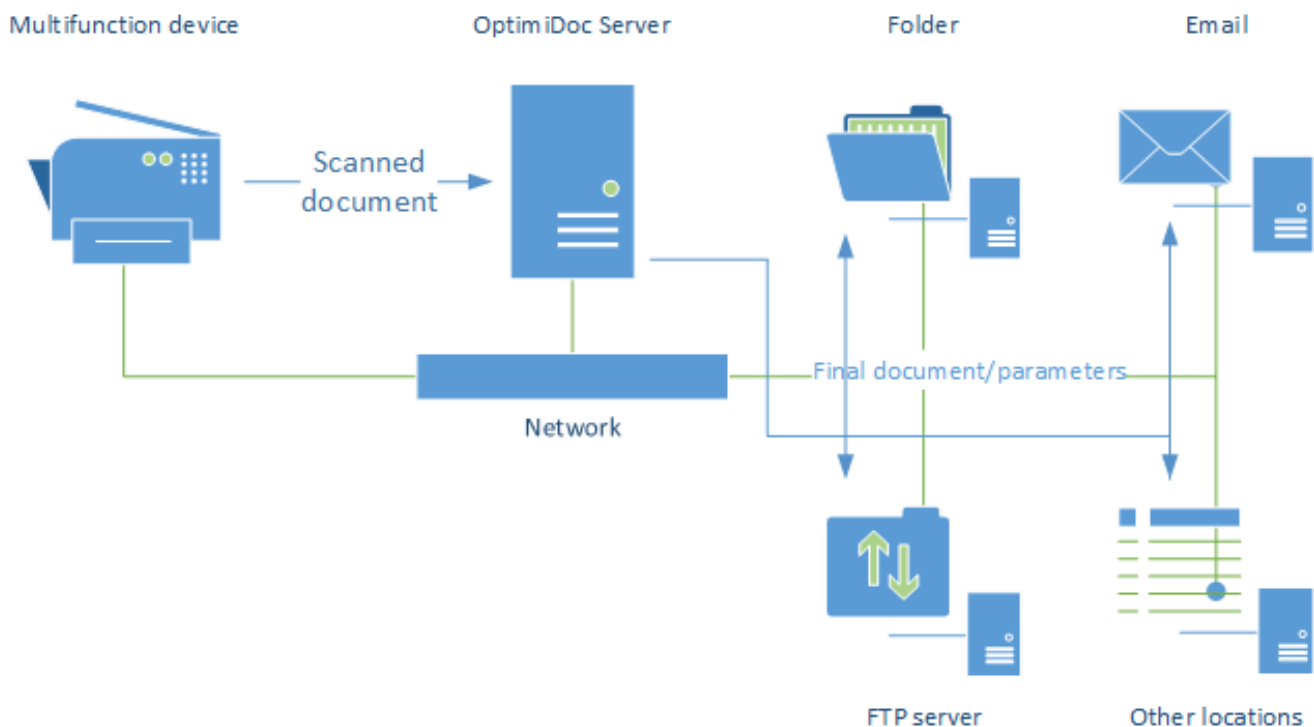 Multifunction device
OptimiDoc Server
Folder
Email
Scanned
document
Final document/parameters
Network
FTP server
Other locations